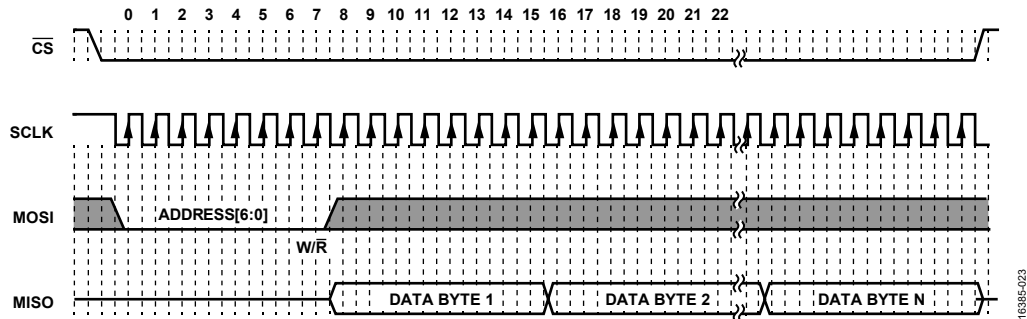 0 1 2 3 4 5 6 7 8 9 10 11 12 13 14 15 16 17 18 19 20 21 22
C̅S̅
SCLK
MOSI ADDRESS[6:0]
W/R̅
MISO DATA BYTE 1 DATA BYTE 2 DATA BYTE N
16385-023